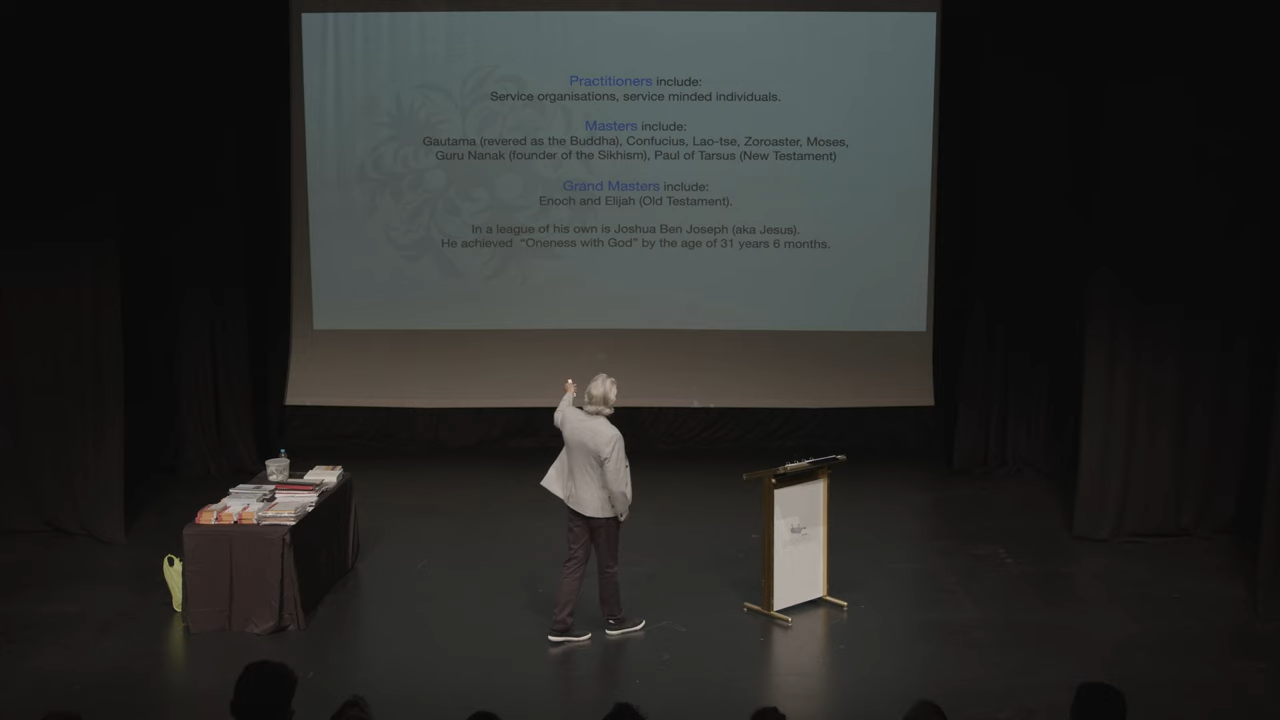 Practitioners include:
Service organisations, service minded individuals.
Masters include:
Gautama (revered as the Buddha), Confucius, Lao-tse, Zoroaster, Moses,
Guru Nanak (founder of the Sikhism), Paul of Tarsus (New Testament)
Grand Masters include:
Enoch and Elijah (Old Testament).
In a league of his own is Joshua Ben Joseph (aka Jesus).
He achieved "Oneness with God" by the age of 31 years 6 months.